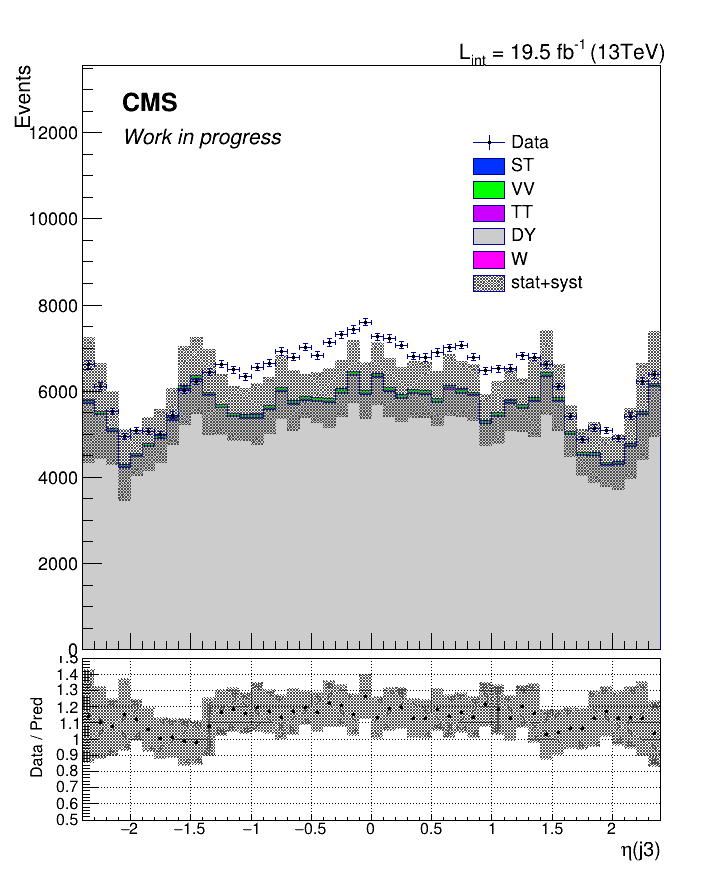 L_int = 19.5 fb^-1 (13TeV)
Events
CMS
Work in progress
12000
10000
8000
6000
4000
2000
0
Data
ST
VV
TT
DY
W
stat+syst
Data / Pred
1.5
1.4
1.3
1.2
1.1
1
0.9
0.8
0.7
0.6
0.5
−2 −1.5 −1 −0.5 0 0.5 1 1.5 2
η(j3)